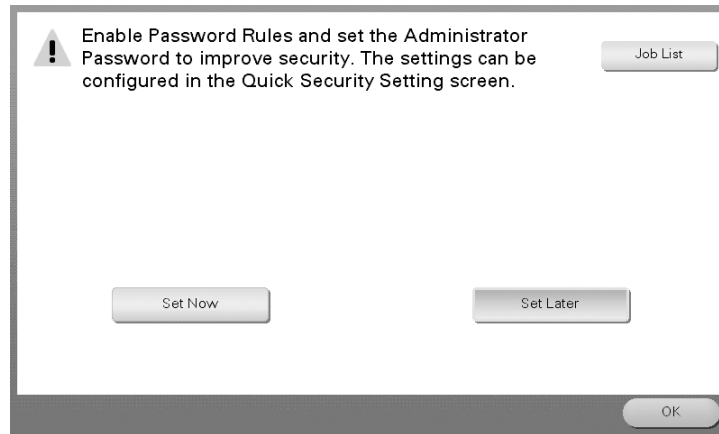 Enable Password Rules and set the Administrator
Password to improve security. The settings can be
configured in the Quick Security Setting screen.
Job List
Set Now
Set Later
OK